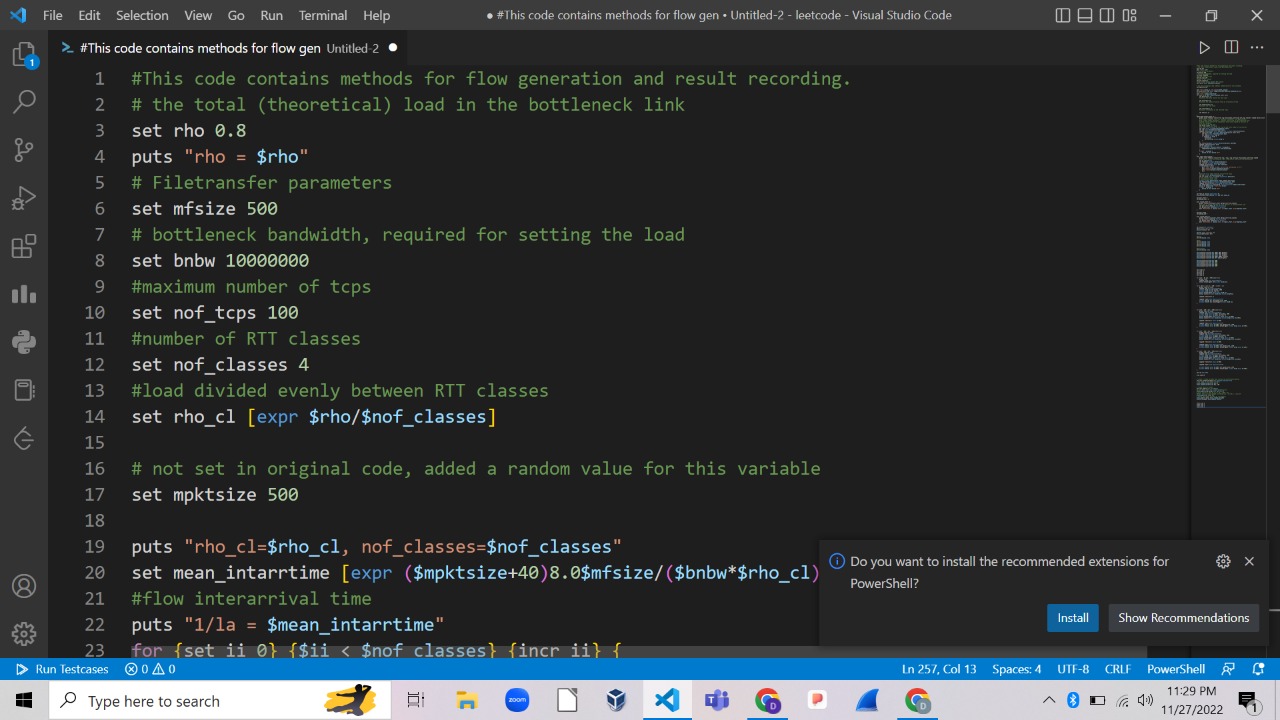 File Edit Selection View Go Run Terminal Help
● #This code contains methods for flow gen • Untitled-2 - leetcode - Visual Studio Code
#This code contains methods for flow gen Untitled-2 ●
1 #This code contains methods for flow generation and result recording.
2 # the total (theoretical) load in the bottleneck link
3 set rho 0.8
4 puts "rho = $rho"
5 # Filetransfer parameters
6 set mfsize 500
7 # bottleneck bandwidth, required for setting the load
8 set bnbw 10000000
9 #maximum number of tcps
10 set nof_tcps 100
11 #number of RTT classes
12 set nof_classes 4
13 #load divided evenly between RTT classes
14 set rho_cl [expr $rho/$nof_classes]
15
16 # not set in original code, added a random value for this variable
17 set mpktsize 500
18
19 puts "rho_cl=$rho_cl, nof_classes=$nof_classes"
20 set mean_intarrtime [expr ($mpktsize+40)8.0$mfsize/($bnbw*$rho_cl)
21 #flow interarrival time
22 puts "1/la = $mean_intarrtime"
23 for {set ii 0} {$ii < $nof_classes} {incr ii} {
Do you want to install the recommended extensions for
PowerShell?
Install Show Recommendations
1
Run Testcases 0 0 Ln 257, Col 13 Spaces: 4 UTF-8 CRLF PowerShell
Type here to search
zoom
D
D
11:29 PM
11/27/2022
1